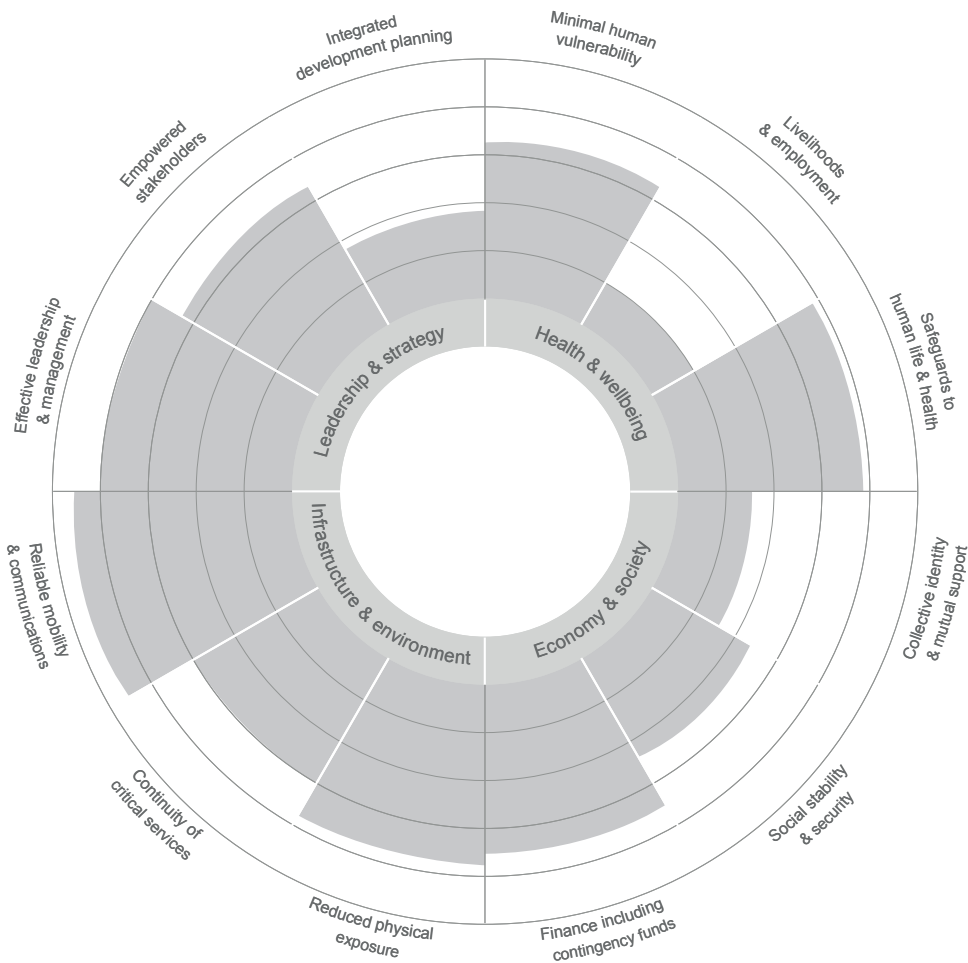 Minimal human
vulnerability
Livelihoods
& employment
Safeguards to
human life & health
Collective identity
& mutual support
Social stability
& security
Finance including
contingency funds
Reduced physical
exposure
Continuity of
critical services
Reliable mobility
& communications
Effective leadership
& management
Empowered
stakeholders
Integrated
development planning
Health & wellbeing
Economy & society
Infrastructure & environment
Leadership & strategy